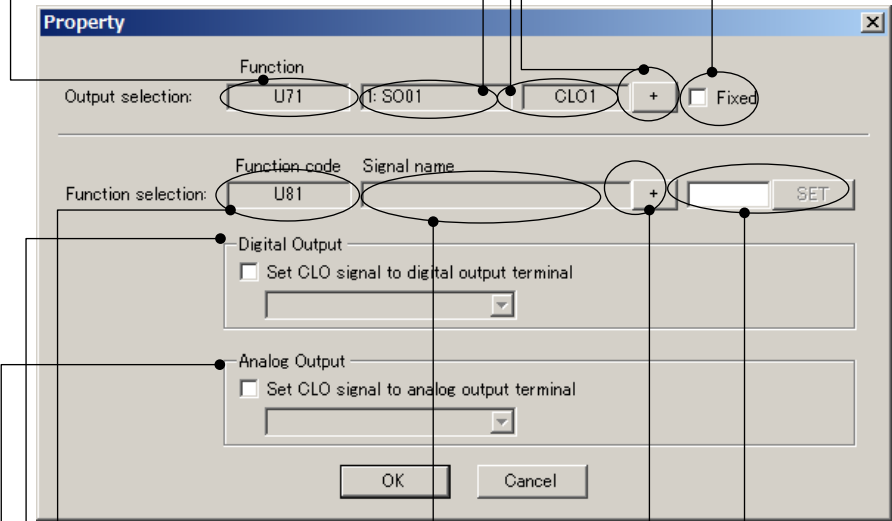 Property
Function
Output selection: U71 1: SO01 CLO1 + Fixed
Function code Signal name
Function selection: U81 + SET
Digital Output
Set CLO signal to digital output terminal
Analog Output
Set CLO signal to analog output terminal
OK Cancel